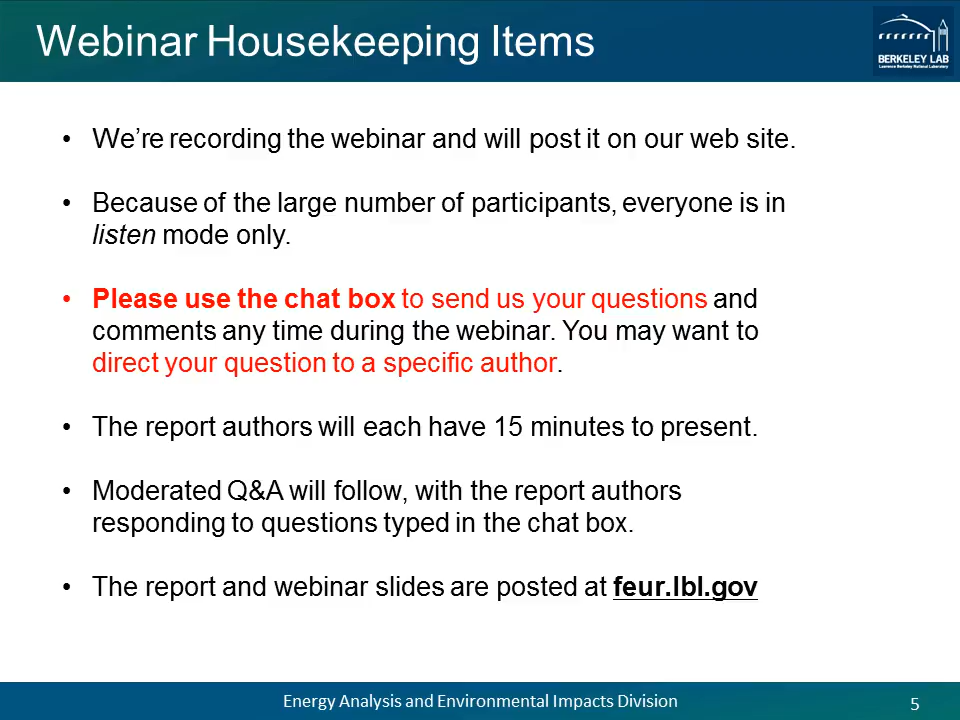 Webinar Housekeeping Items
BERKELEY LAB
Lawrence Berkeley National Laboratory
• We’re recording the webinar and will post it on our web site.
• Because of the large number of participants, everyone is in
listen mode only.
• Please use the chat box to send us your questions and
comments any time during the webinar. You may want to
direct your question to a specific author.
• The report authors will each have 15 minutes to present.
• Moderated Q&A will follow, with the report authors
responding to questions typed in the chat box.
• The report and webinar slides are posted at feur.lbl.gov
Energy Analysis and Environmental Impacts Division
5